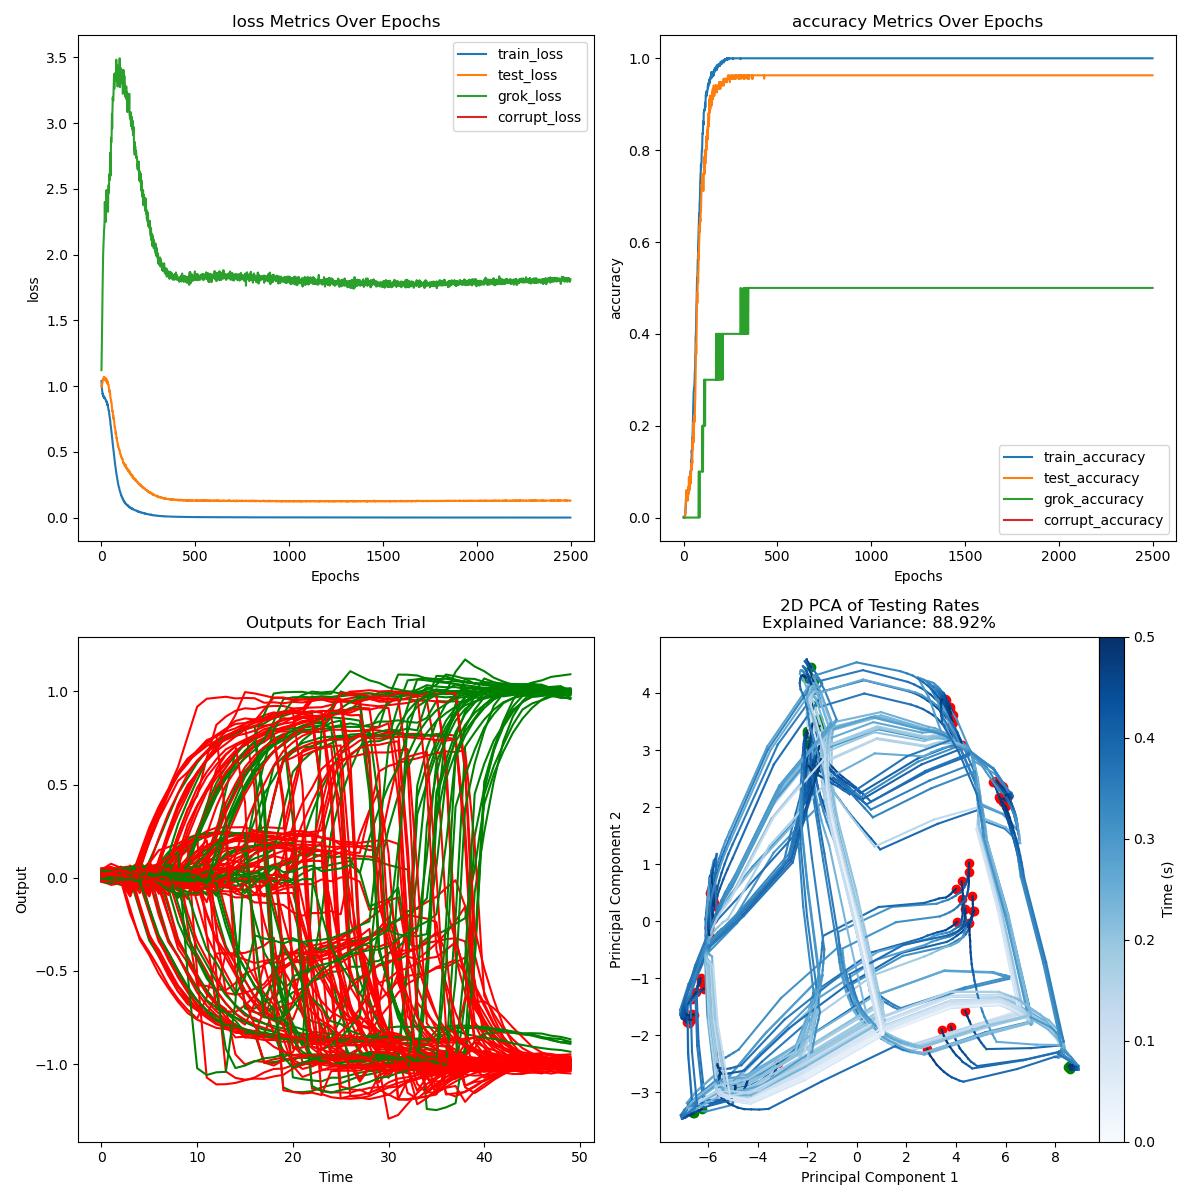 loss Metrics Over Epochs
3.5
3.0
2.5
2.0
1.5
1.0
0.5
0.0
loss
train_loss
test_loss
grok_loss
corrupt_loss
0
500
1000
1500
2000
2500
Epochs
accuracy Metrics Over Epochs
1.0
0.8
0.6
0.4
0.2
0.0
accuracy
train_accuracy
test_accuracy
grok_accuracy
corrupt_accuracy
0
500
1000
1500
2000
2500
Epochs
Outputs for Each Trial
1.0
0.5
0.0
−0.5
−1.0
Output
0
10
20
30
40
50
Time
2D PCA of Testing Rates
Explained Variance: 88.92%
4
3
2
1
0
−1
−2
−3
Principal Component 2
−6
−4
−2
0
2
4
6
8
Principal Component 1
0.5
0.4
0.3
0.2
0.1
0.0
Time (s)